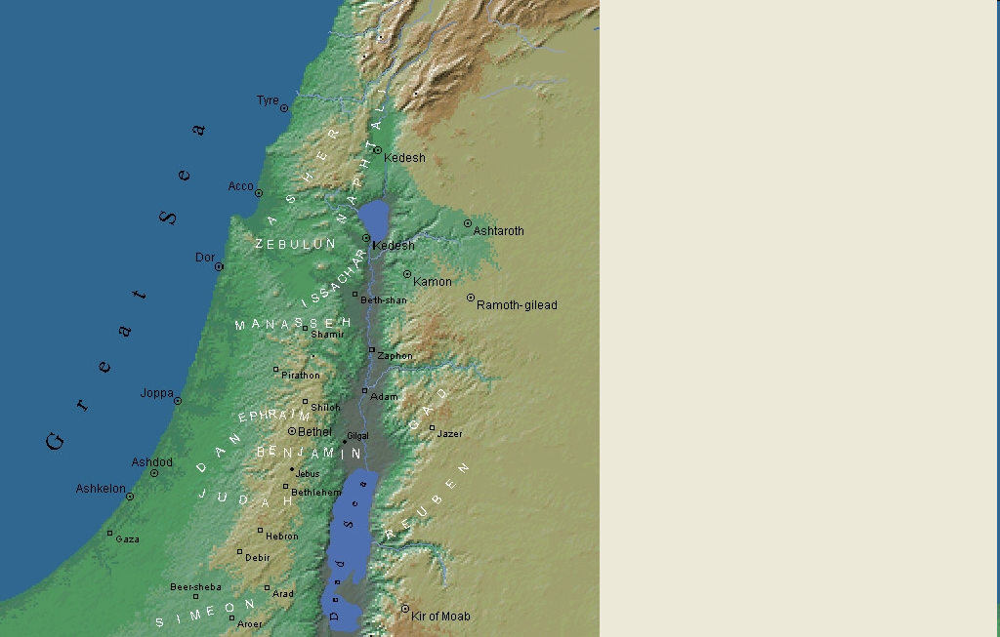 Tyre
Great Sea
ASHER
NAPHTALI
Kedesh
Acco
Ashtaroth
ZEBULUN
Kedesh
Dor
ISSACHAR
Kamon
Beth-shan
Ramoth-gilead
MANASSEH
Shamir
Zaphon
Pirathon
Joppa
Adam
Shiloh
GAD
EPHRAIM
Bethel
Gilgal
Jazer
DAN
BENJAMIN
Ashdod
Jebus
REUBEN
Ashkelon
Bethlehem
JUDAH
Dead Sea
Gaza
Hebron
Debir
Beer-sheba
Arad
SIMEON
Aroer
Kir of Moab